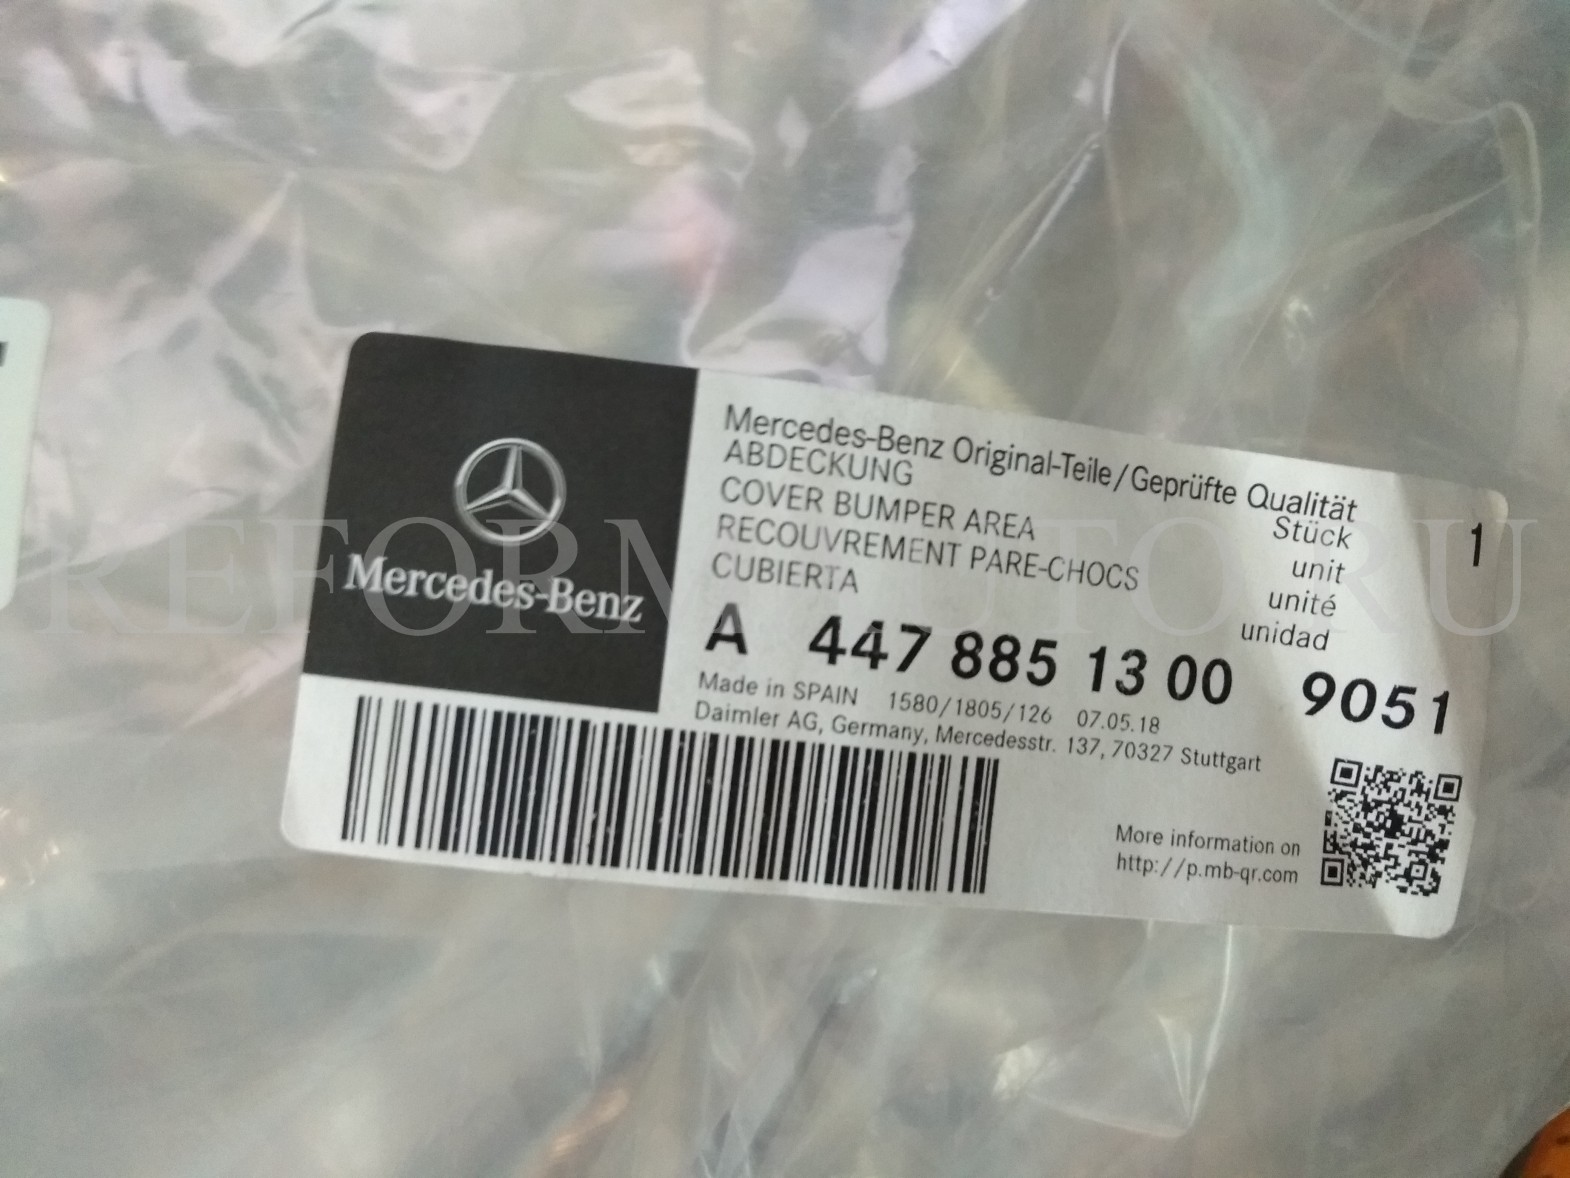 Mercedes-Benz
Mercedes-Benz Original-Teile/Geprüfte Qualität
ABDECKUNG
Stück 1
COVER BUMPER AREA
unit
RECOUVREMENT PARE-CHOCS
unité
CUBIERTA
unidad
A 447 885 13 00 9051
Made in SPAIN 1580/1805/126 07.05.18
Daimler AG, Germany, Mercedesstr. 137, 70327 Stuttgart
More information on
http://p.mb-qr.com
REFORMAUTO.RU